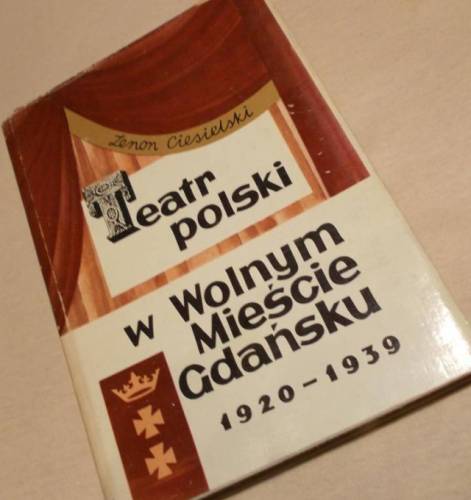 Zenon Ciesielski
Teatr
polski
w Wolnym
Mieście
Gdańsku
1920-1939